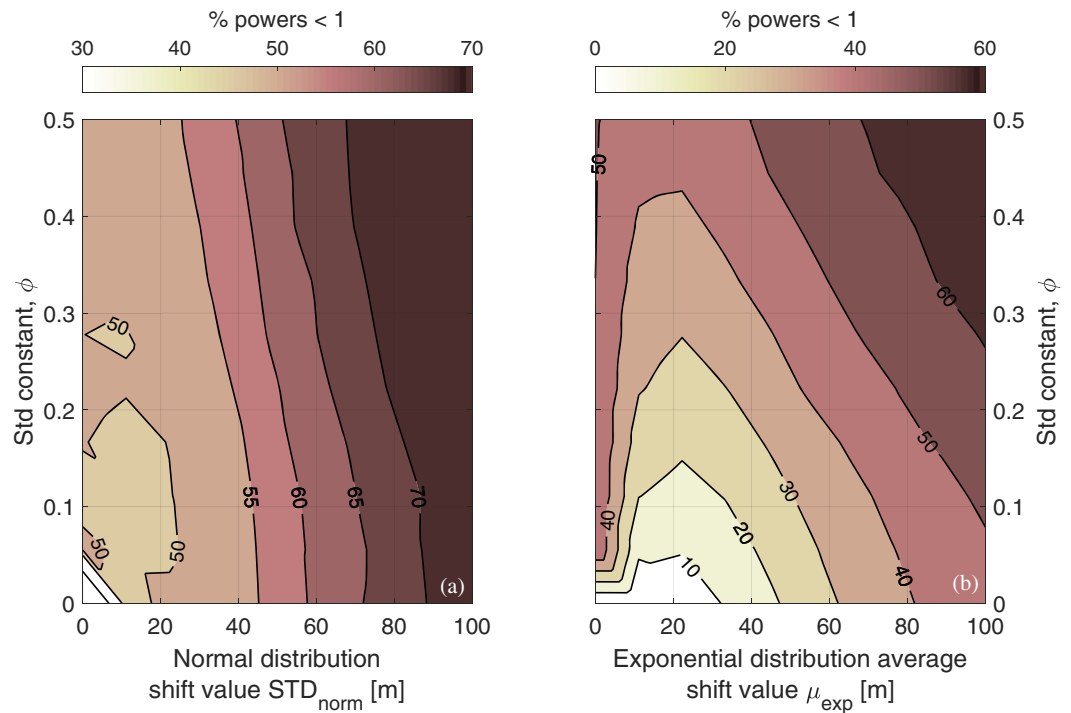 % powers < 1
30 40 50 60 70
0.5
0.4
0.3
0.2
0.1
0
Std constant, ϕ
50
50
50
55
60
65
70
(a)
0 20 40 60 80 100
Normal distribution
shift value STD_norm [m]
% powers < 1
0 20 40 60
50
60
50
40
30
20
40
10
(b)
0.5
0.4
0.3
0.2
0.1
0
Std constant, ϕ
0 20 40 60 80 100
Exponential distribution average
shift value μ_exp [m]